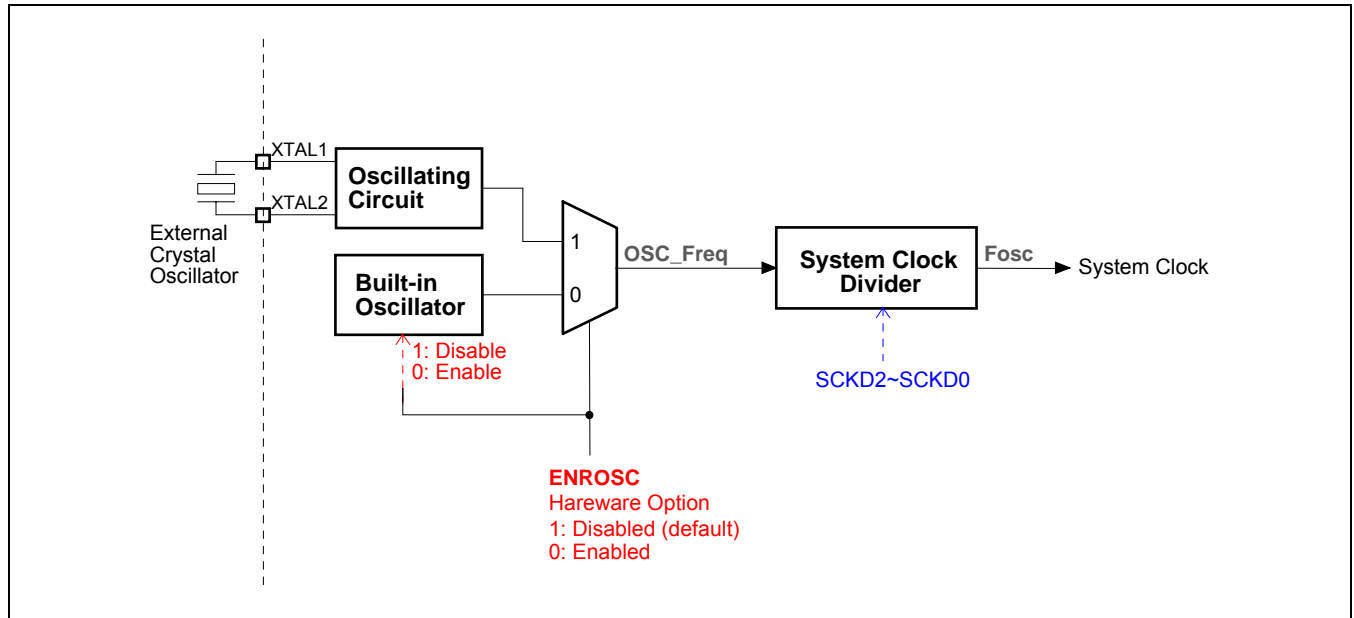 XTAL1
XTAL2
External
Crystal
Oscillator
Oscillating
Circuit
Built-in
Oscillator
1: Disable
0: Enable
1
0
OSC_Freq
System Clock
Divider
Fosc
System Clock
SCKD2~SCKD0
ENROSC
Hareware Option
1: Disabled (default)
0: Enabled